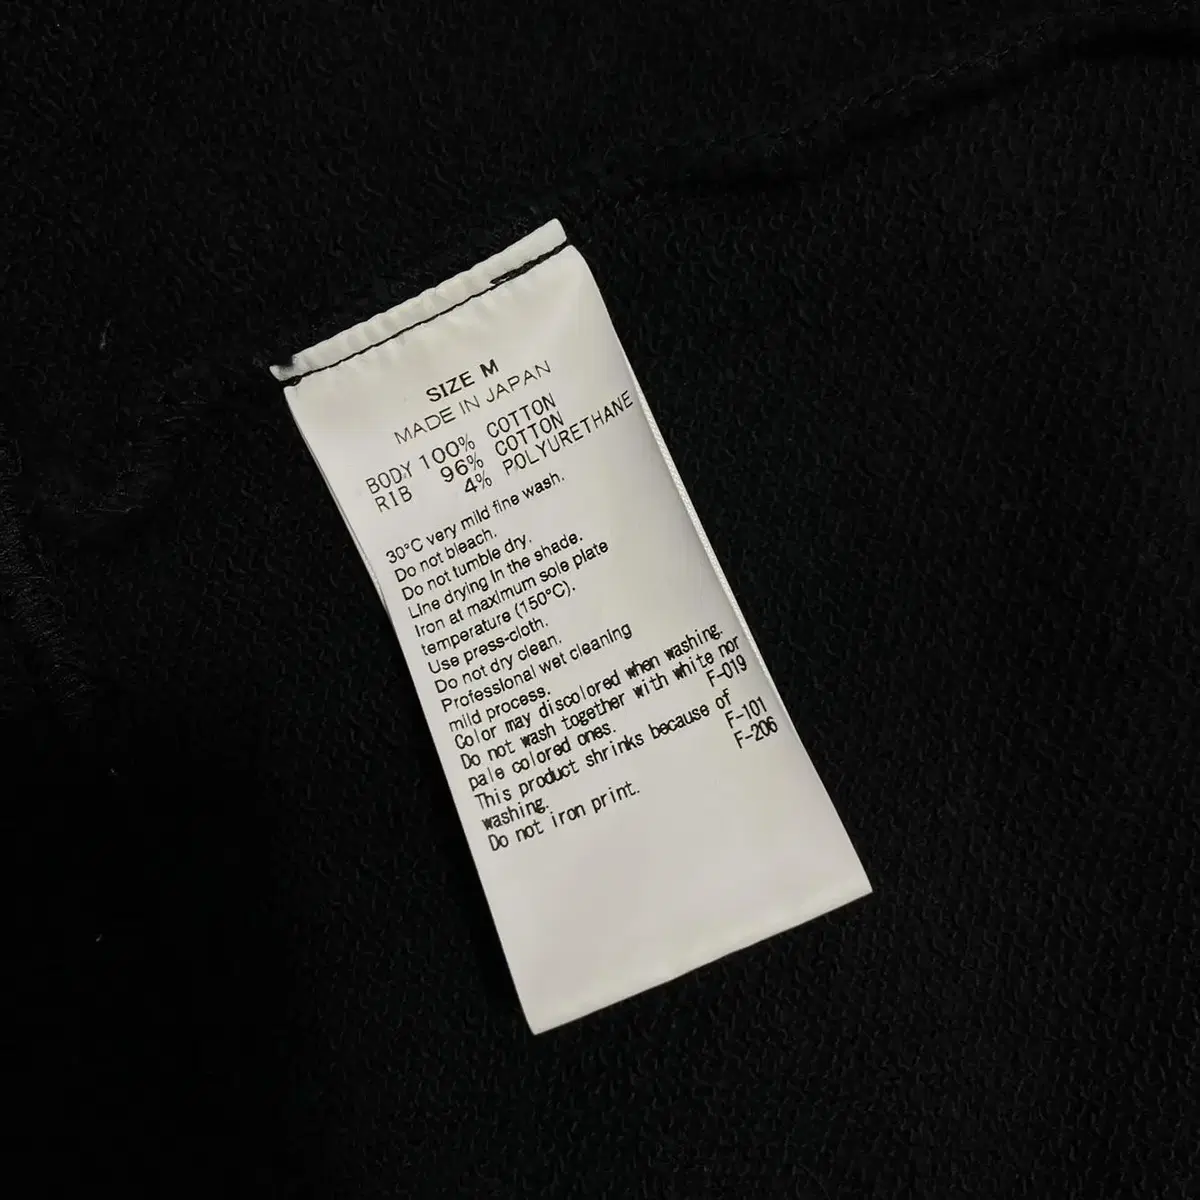 SIZE M
MADE IN JAPAN
BODY 100% COTTON
RIB 96% COTTON
4% POLYURETHANE
30°C very mild fine wash.
Do not bleach.
Do not tumble dry.
Line drying in the shade.
Iron at maximum sole plate
temperature (150°C).
Use press-cloth.
Do not dry clean.
Professional wet cleaning
mild process.
Color may discolored when washing.
Do not wash together with white nor
pale colored ones. F-019
This product shrinks because of
washing. F-101
Do not iron print. F-206